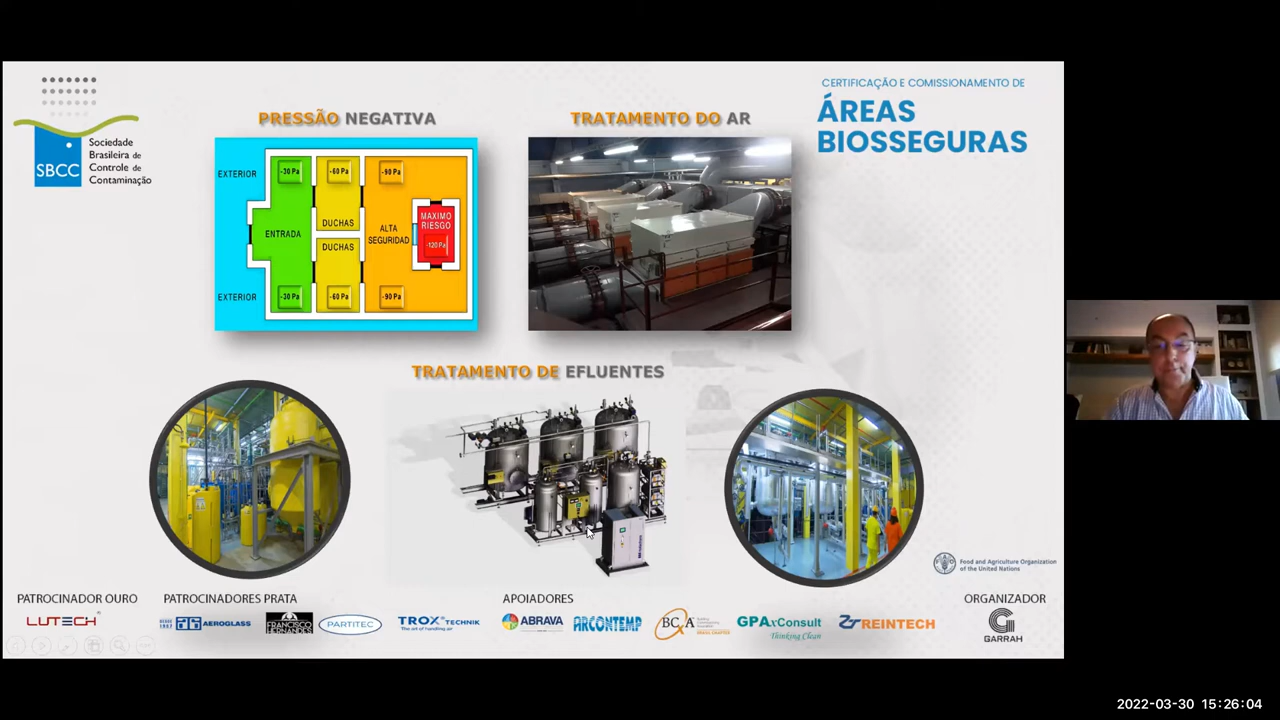 SBCC
Sociedade
Brasileira de
Controle de
Contaminação
PRESSÃO NEGATIVA
TRATAMENTO DO AR
CERTIFICAÇÃO E COMISSIONAMENTO DE
ÁREAS
BIOSSEGURAS
EXTERIOR
-30 Pa
-60 Pa
-90 Pa
DUCHAS
MAXIMO
RIESGO
-120 Pa
ENTRADA
ALTA
SEGURIDAD
DUCHAS
EXTERIOR
-30 Pa
-60 Pa
-90 Pa
TRATAMENTO DE EFLUENTES
Food and Agriculture Organization
of the United Nations
PATROCINADOR OURO
PATROCINADORES PRATA
APOIADORES
ORGANIZADOR
LUTECH
AEROGLASS
FRANCISCO
HERNANDES
PARTITEC
TROX TECHNIK
The art of handling air
ABRAVA
ARCONTEMP
BCA
GPAxConsult
Thinking Clean
REINTECH
GARRAH
2022-03-30 15:26:04